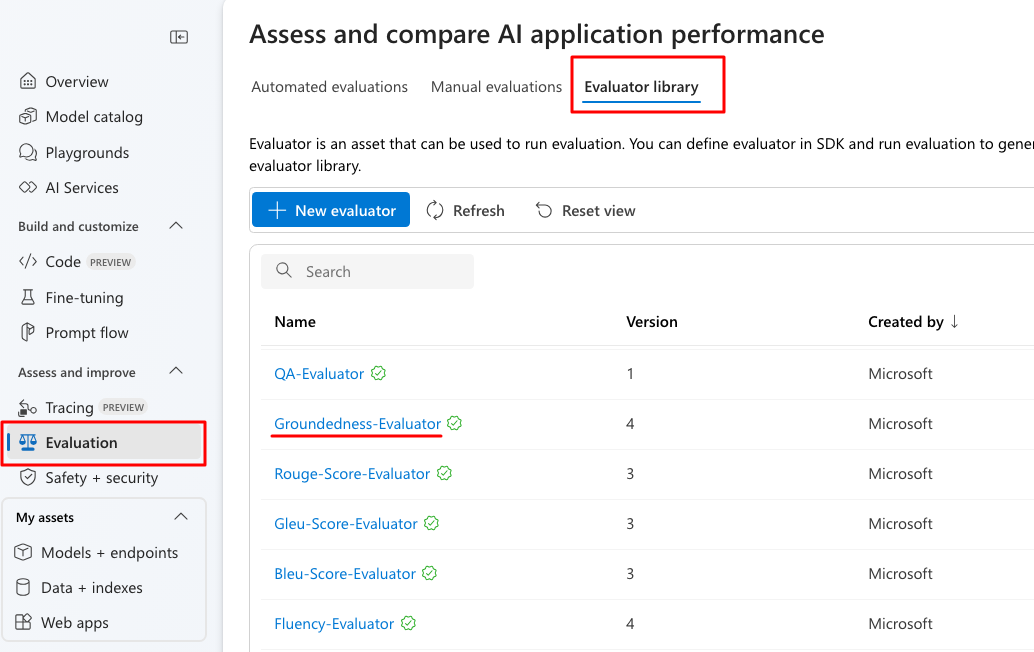 Overview
Model catalog
Playgrounds
AI Services
Build and customize
Code PREVIEW
Fine-tuning
Prompt flow
Assess and improve
Tracing PREVIEW
Evaluation
Safety + security
My assets
Models + endpoints
Data + indexes
Web apps
Assess and compare AI application performance
Automated evaluations Manual evaluations Evaluator library
Evaluator is an asset that can be used to run evaluation. You can define evaluator in SDK and run evaluation to gener
evaluator library.
New evaluator Refresh Reset view
Search
Name Version Created by ↓
QA-Evaluator 1 Microsoft
Groundedness-Evaluator 4 Microsoft
Rouge-Score-Evaluator 3 Microsoft
Gleu-Score-Evaluator 3 Microsoft
Bleu-Score-Evaluator 3 Microsoft
Fluency-Evaluator 4 Microsoft